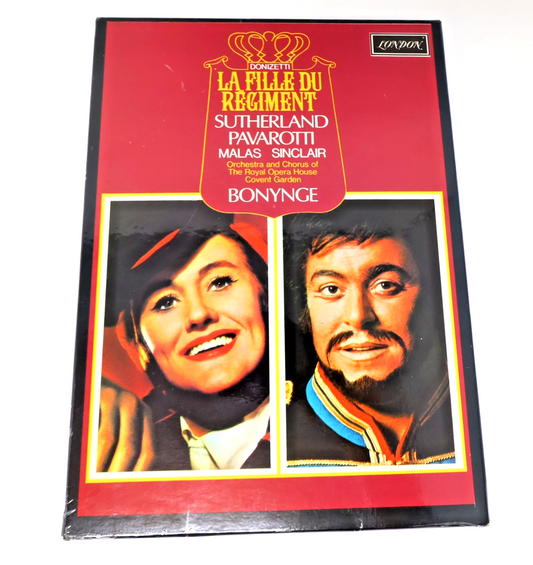 LONDON
DONIZETTI
LA FILLE DU
RÉGIMENT
SUTHERLAND
PAVAROTTI
MALAS SINCLAIR
Orchestra and Chorus of
The Royal Opera House
Covent Garden
BONYNGE